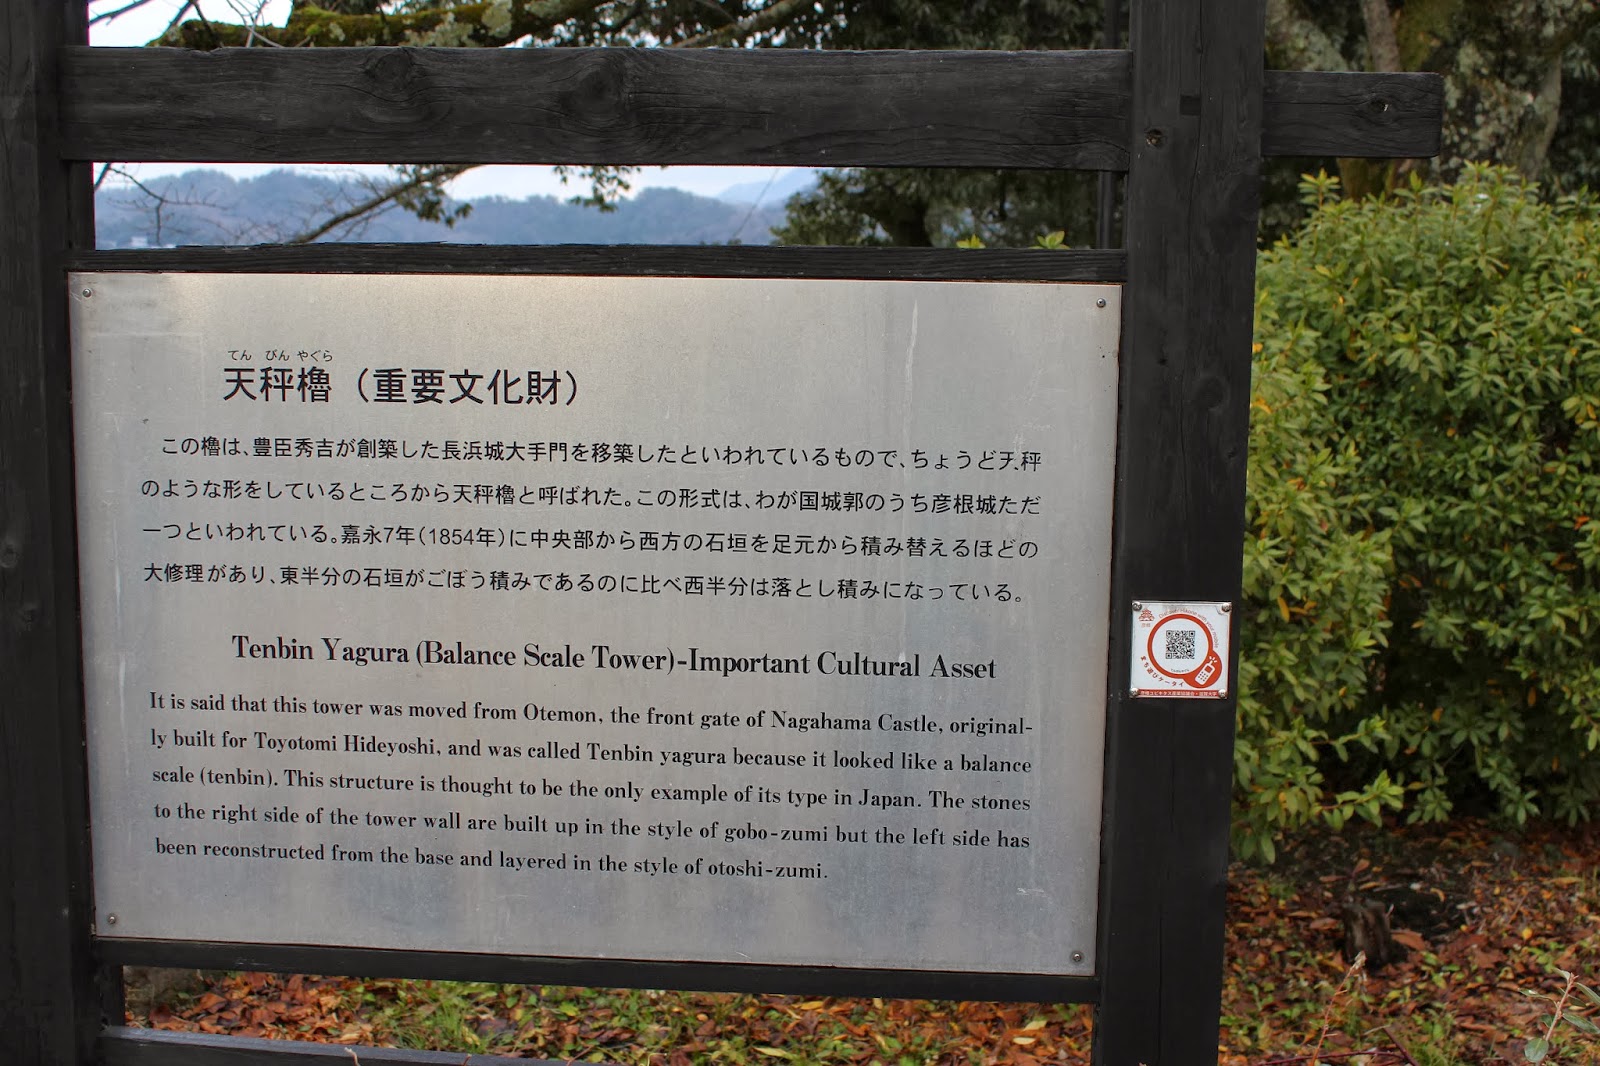 てん びん やぐら
天秤櫓（重要文化財）
この櫓は、豊臣秀吉が創築した長浜城大手門を移築したといわれているもので、ちょうど天秤
のような形をしているところから天秤櫓と呼ばれた。この形式は、わが国城郭のうち彦根城ただ
一つといわれている。嘉永7年（1854年）に中央部から西方の石垣を足元から積み替えるほどの
大修理があり、東半分の石垣がごぼう積みであるのに比べ西半分は落とし積みになっている。
Tenbin Yagura (Balance Scale Tower)-Important Cultural Asset
It is said that this tower was moved from Otemon, the front gate of Nagahama Castle, original-
ly built for Toyotomi Hideyoshi, and was called Tenbin yagura because it looked like a balance
scale (tenbin). This structure is thought to be the only example of its type in Japan. The stones
to the right side of the tower wall are built up in the style of gobo-zumi but the left side has
been reconstructed from the base and layered in the style of otoshi-zumi.
まち遊びケータイ